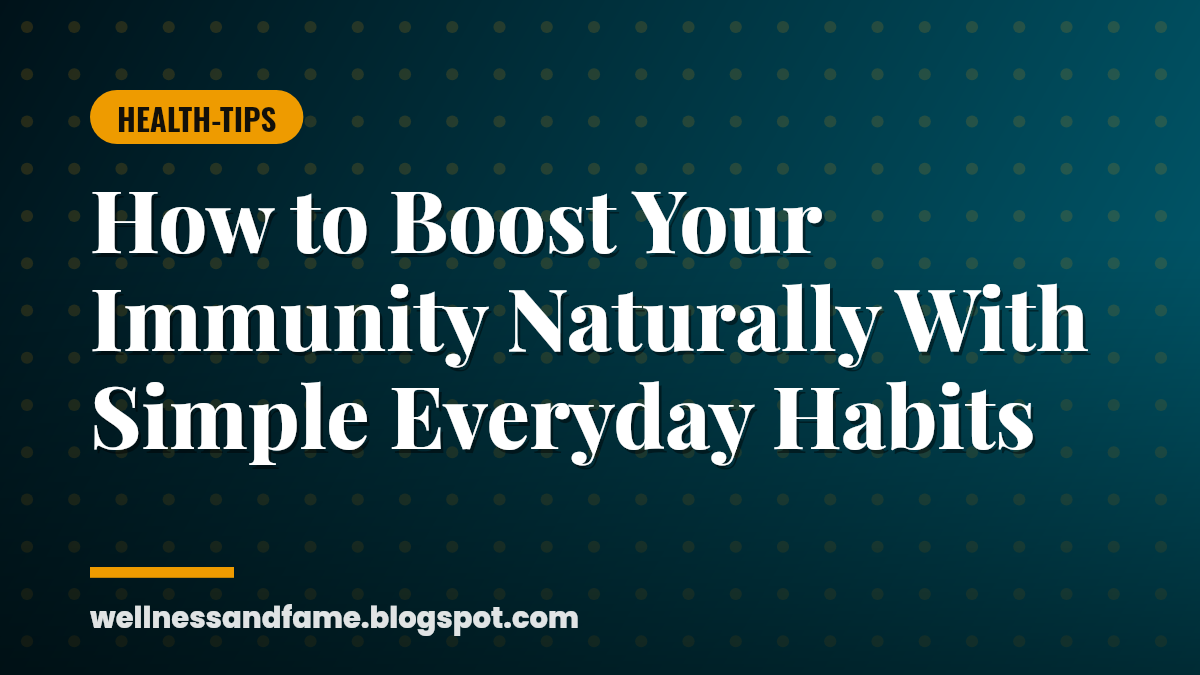 HEALTH-TIPS
How to Boost Your
Immunity Naturally With
Simple Everyday Habits
wellnessandfame.blogspot.com